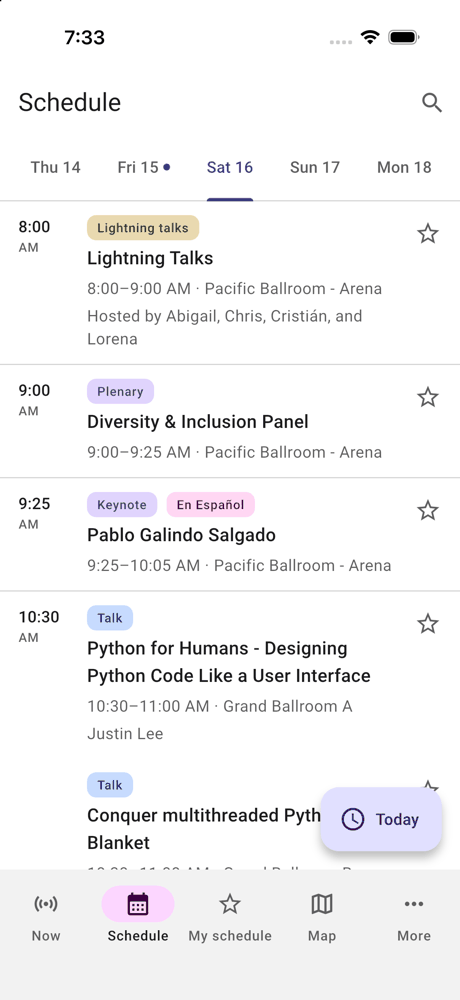 7:33
Schedule
Thu 14
Fri 15
Sat 16
Sun 17
Mon 18
8:00
AM
Lightning talks
Lightning Talks
8:00–9:00 AM · Pacific Ballroom - Arena
Hosted by Abigail, Chris, Cristián, and
Lorena
9:00
AM
Plenary
Diversity & Inclusion Panel
9:00–9:25 AM · Pacific Ballroom - Arena
9:25
AM
Keynote
En Español
Pablo Galindo Salgado
9:25–10:05 AM · Pacific Ballroom - Arena
10:30
AM
Talk
Python for Humans - Designing
Python Code Like a User Interface
10:30–11:00 AM · Grand Ballroom A
Justin Lee
Talk
Conquer multithreaded Pyth
Blanket
Today
Now
Schedule
My schedule
Map
More